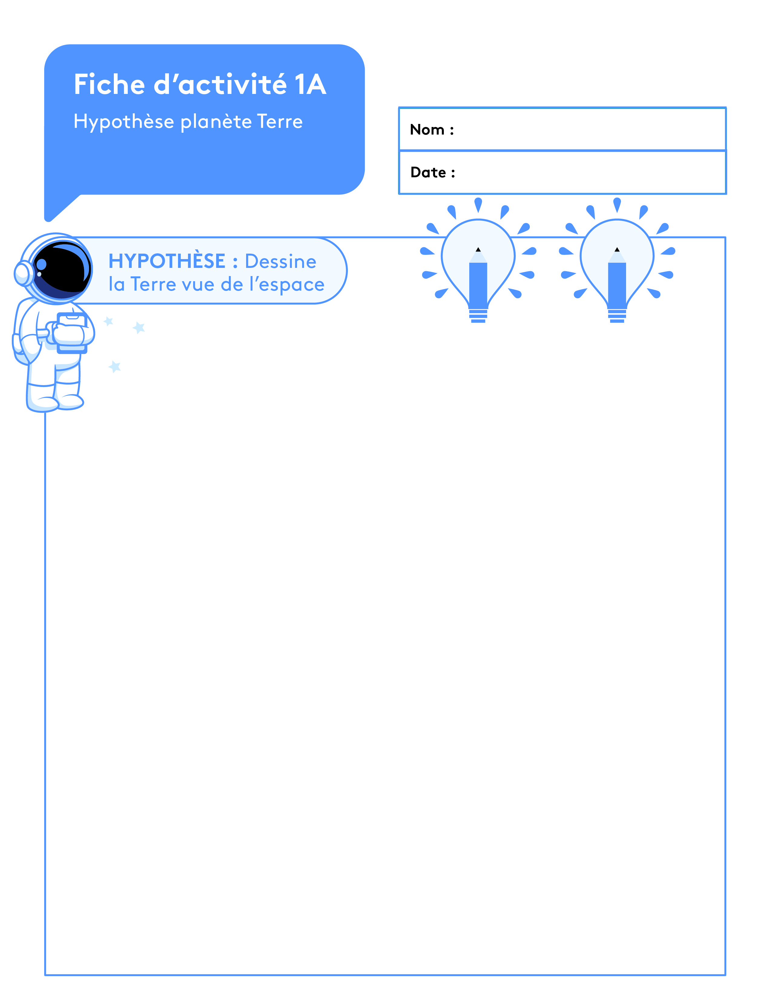 Fiche d’activité 1A
Hypothèse planète Terre
Nom :
Date :
HYPOTHÈSE : Dessine
la Terre vue de l’espace